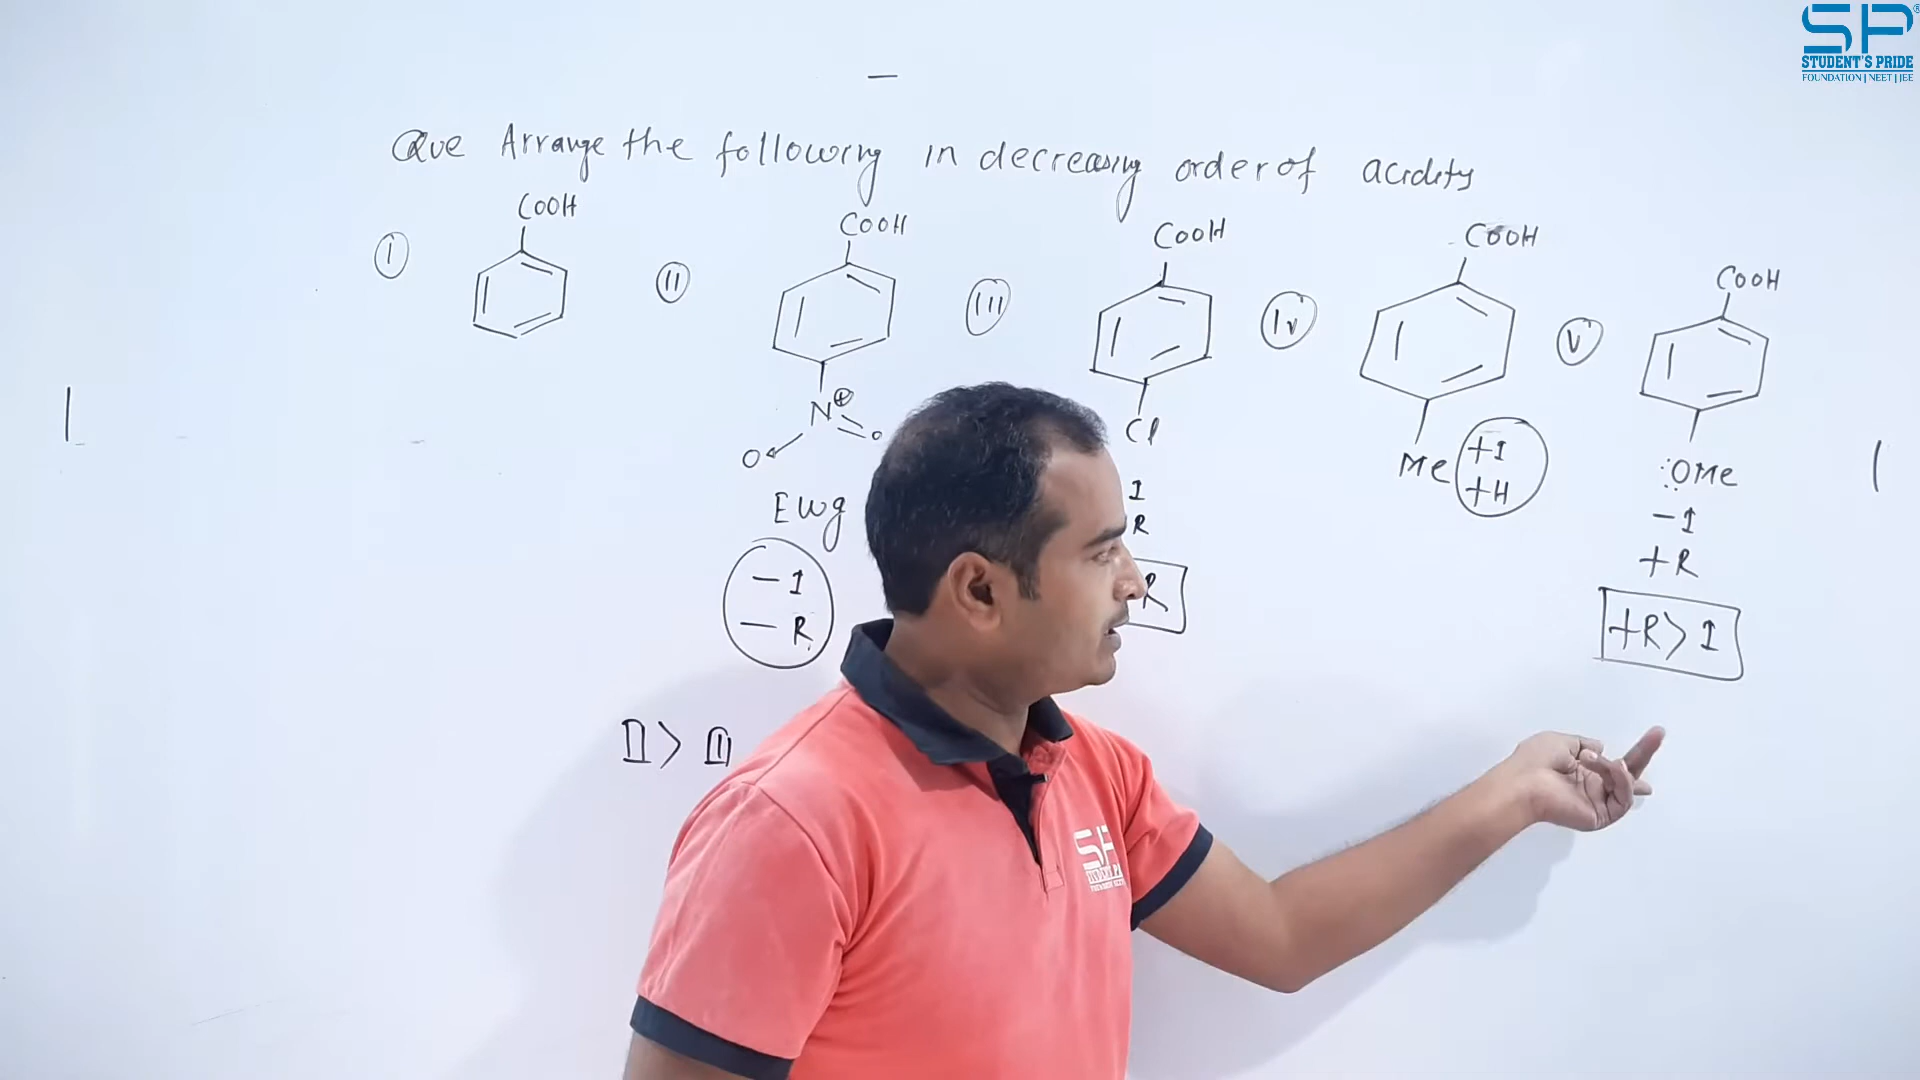 SP
STUDENT'S PRIDE
FOUNDATION | NEET | JEE
Que Arrange the following in decreasing order of acidity
I COOH
II COOH
N⊕
O O
EWg
- I
- R
III COOH
Cl
I
R
R
IV COOH
Me +I
+H
V COOH
:OMe
- I
+ R
+R > I
II > III
SP